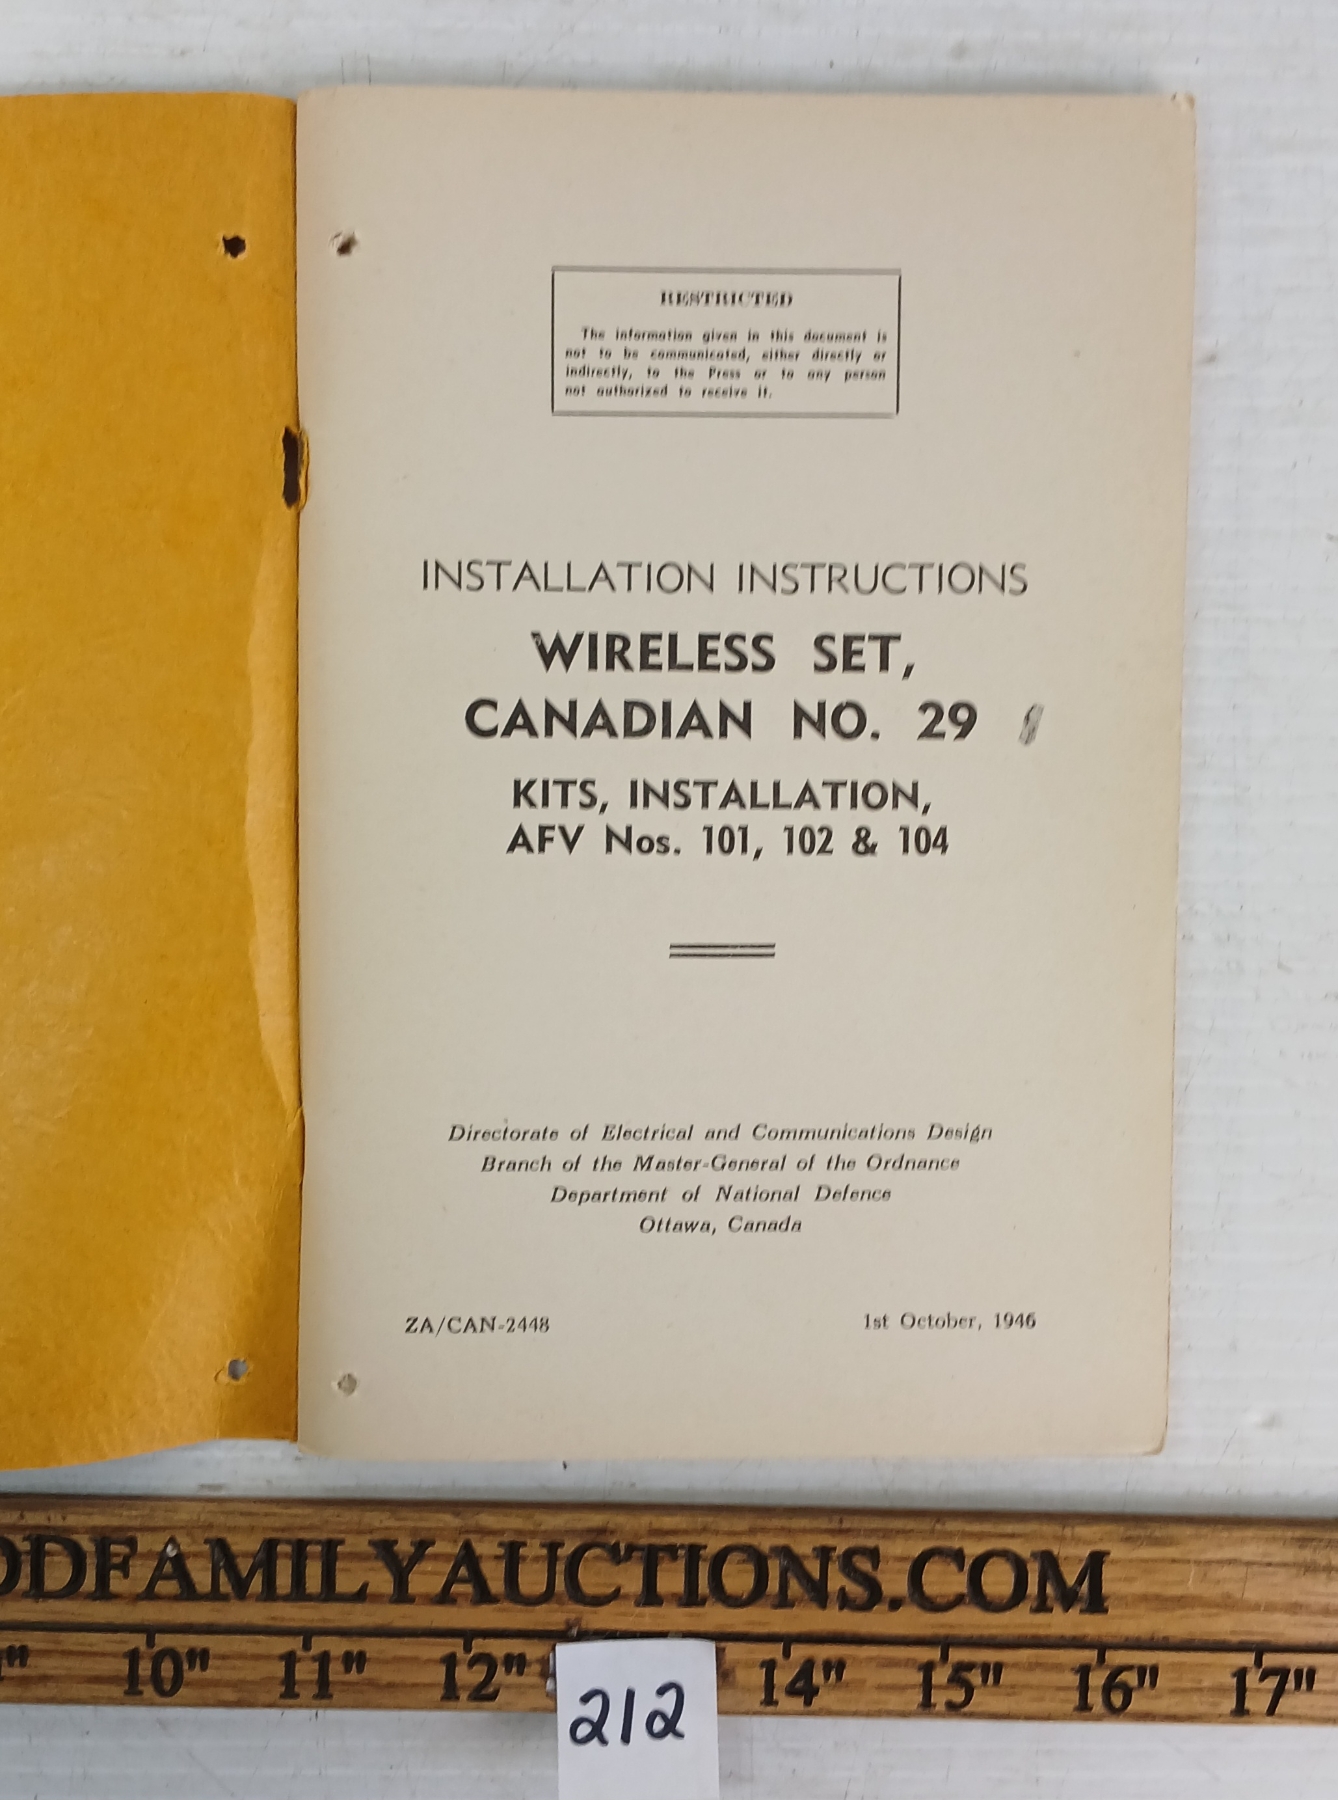 RESTRICTED
The information given in this document is
not to be communicated, either directly or
indirectly, to the Press or to any person
not authorized to receive it.
INSTALLATION INSTRUCTIONS
WIRELESS SET,
CANADIAN NO. 29
KITS, INSTALLATION,
AFV Nos. 101, 102 & 104
Directorate of Electrical and Communications Design
Branch of the Master-General of the Ordnance
Department of National Defence
Ottawa, Canada
ZA/CAN-2448 1st October, 1946
ODFAMILYAUCTIONS.COM
10" 11" 12" 14" 15" 16" 17"
212